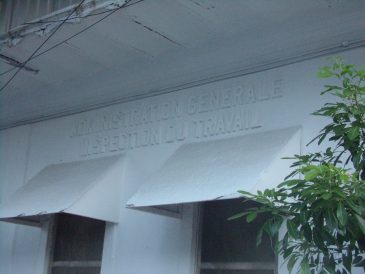 ADMINISTRATION GENERALE
INSPECTION DU TRAVAIL